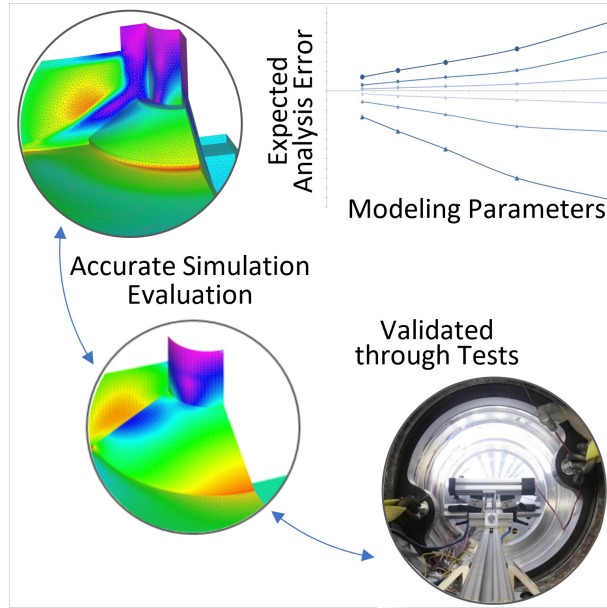 Expected
Analysis Error
Modeling Parameters
Accurate Simulation
Evaluation
Validated
through Tests